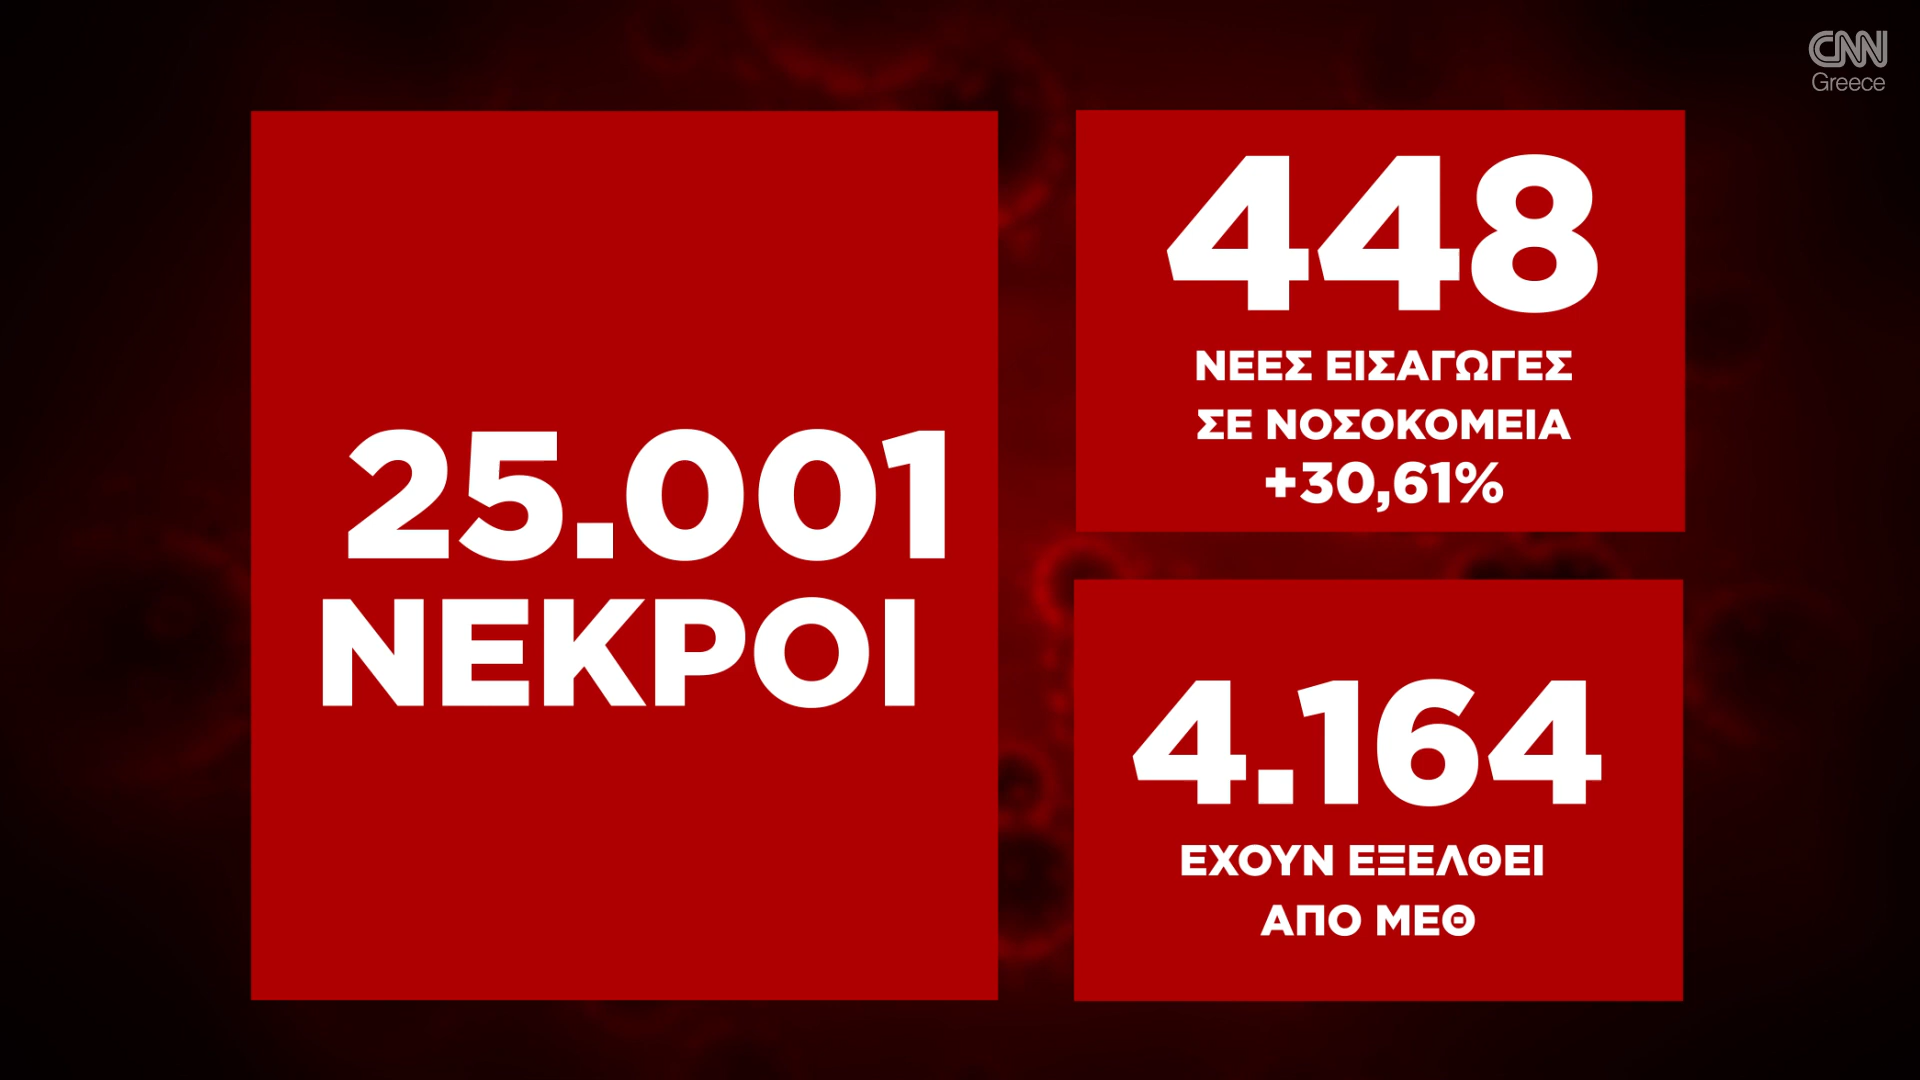 CNN
Greece
25.001
ΝΕΚΡΟΙ
448
ΝΕΕΣ ΕΙΣΑΓΩΓΕΣ
ΣΕ ΝΟΣΟΚΟΜΕΙΑ
+30,61%
4.164
ΕΧΟΥΝ ΕΞΕΛΘΕΙ
ΑΠΟ ΜΕΘ